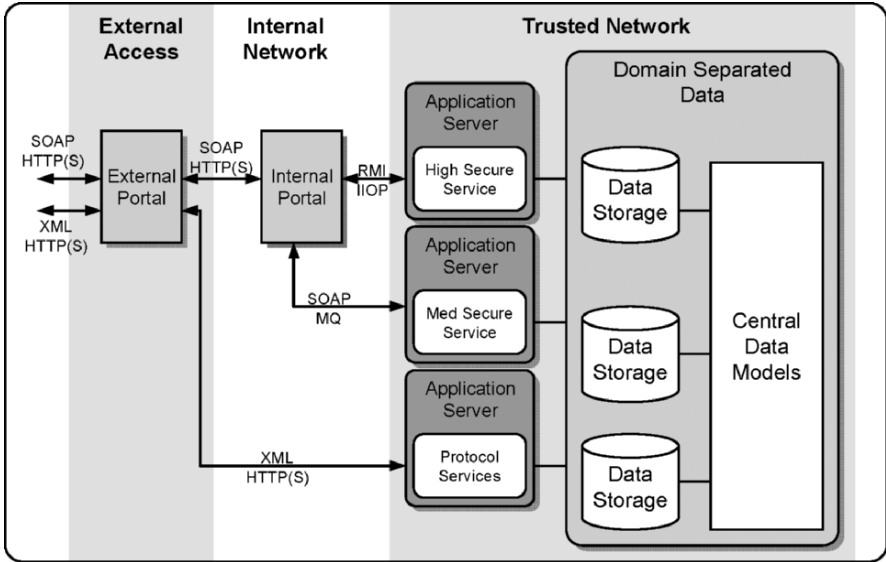 External
Access
Internal
Network
Trusted Network
SOAP
HTTP(S)
XML
HTTP(S)
External
Portal
SOAP
HTTP(S)
Internal
Portal
RMI
IIOP
SOAP
MQ
XML
HTTP(S)
Application
Server
High Secure
Service
Application
Server
Med Secure
Service
Application
Server
Protocol
Services
Domain Separated
Data
Data
Storage
Data
Storage
Data
Storage
Central
Data
Models